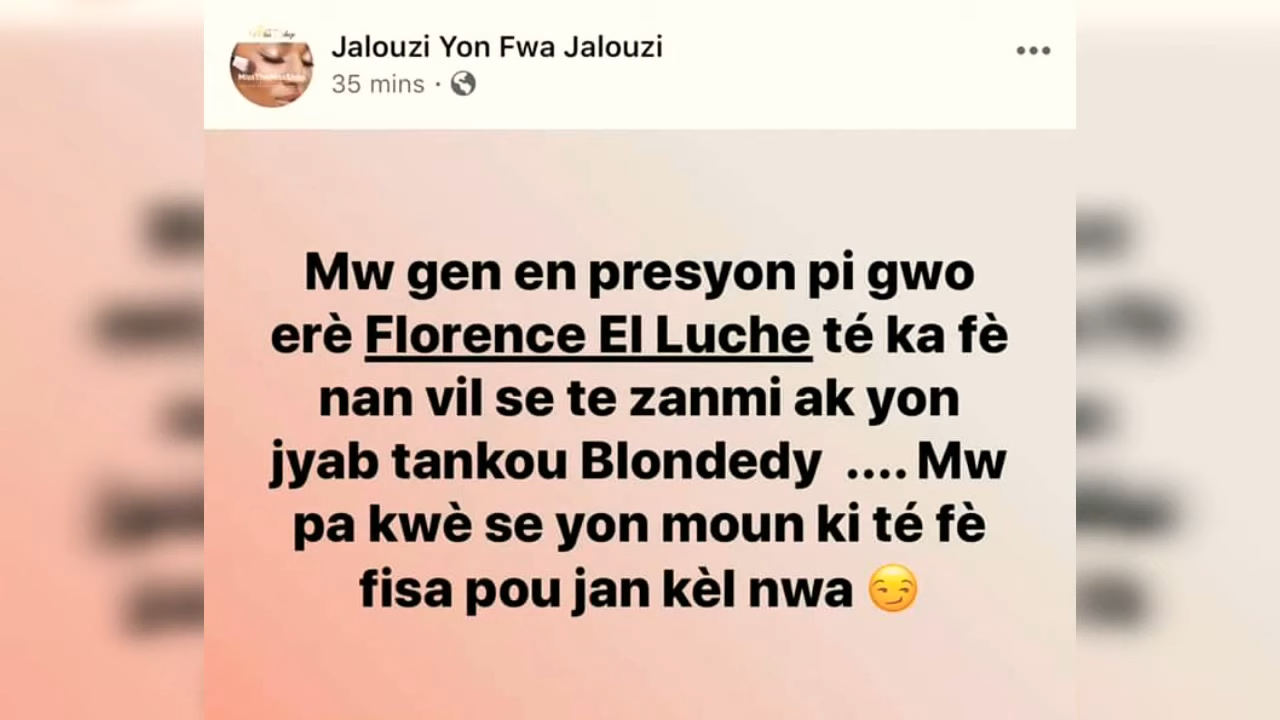 Jalouzi Yon Fwa Jalouzi
35 mins ·
Mw gen en presyon pi gwo
erè Florence El Luche té ka fè
nan vil se te zanmi ak yon
jyab tankou Blondedy .... Mw
pa kwè se yon moun ki té fè
fisa pou jan kèl nwa 😏